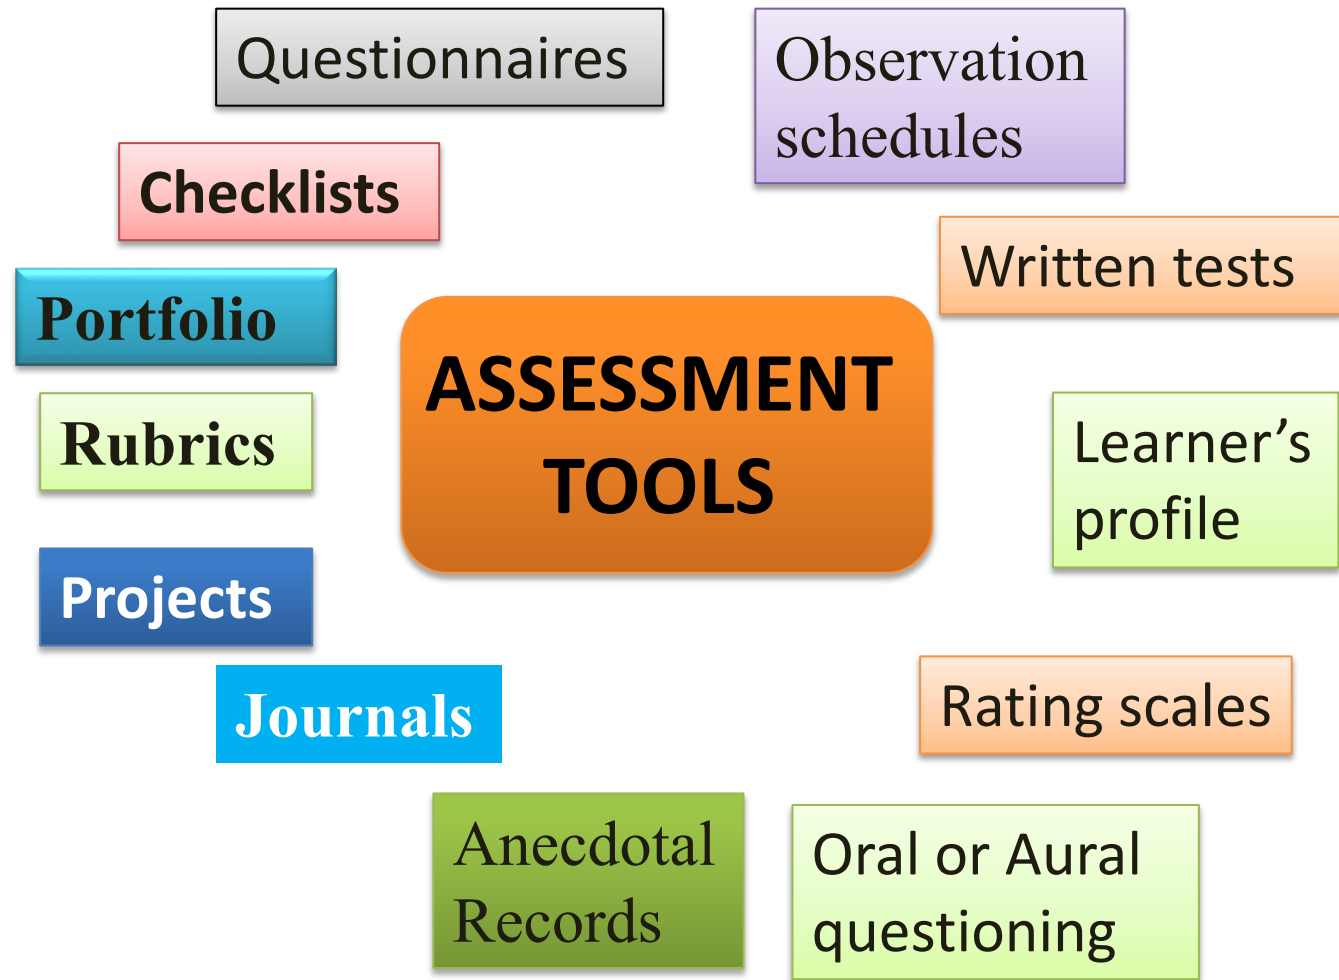 Questionnaires
Observation
schedules
Checklists
Written tests
Portfolio
ASSESSMENT
TOOLS
Rubrics
Learner’s
profile
Projects
Journals
Rating scales
Anecdotal
Records
Oral or Aural
questioning